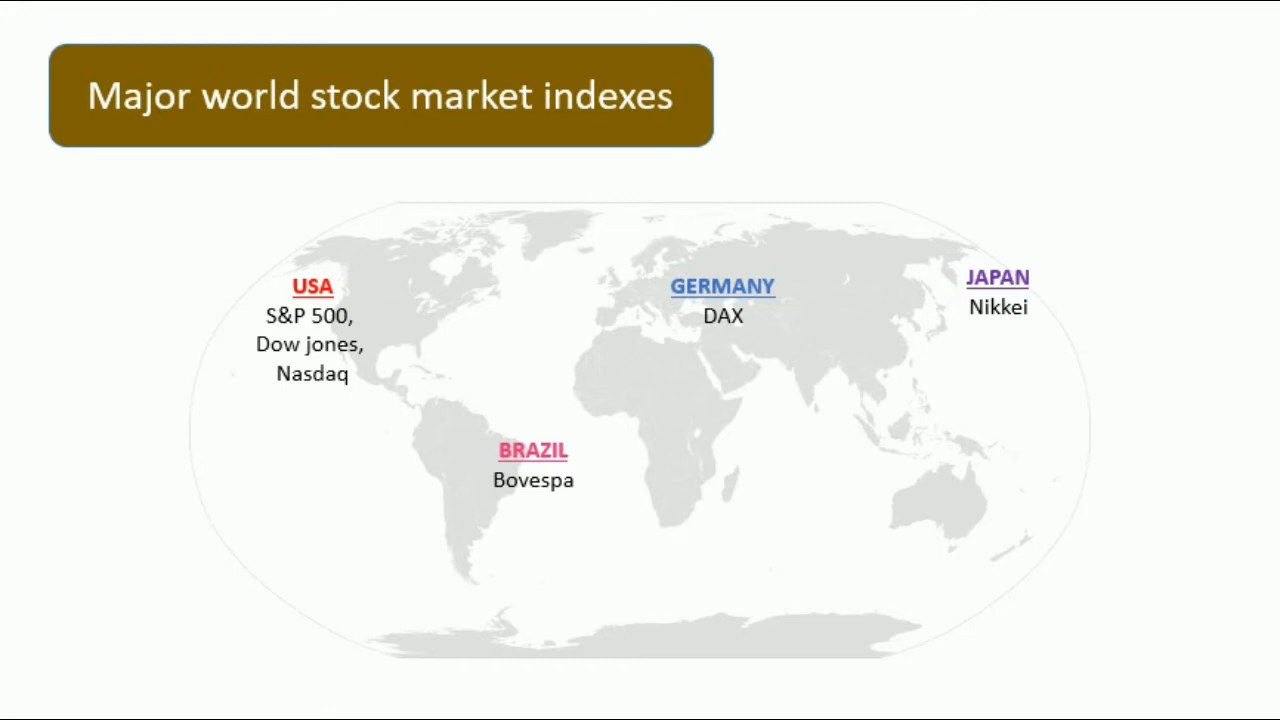 Major world stock market indexes
USA
S&P 500,
Dow jones,
Nasdaq
GERMANY
DAX
JAPAN
Nikkei
BRAZIL
Bovespa